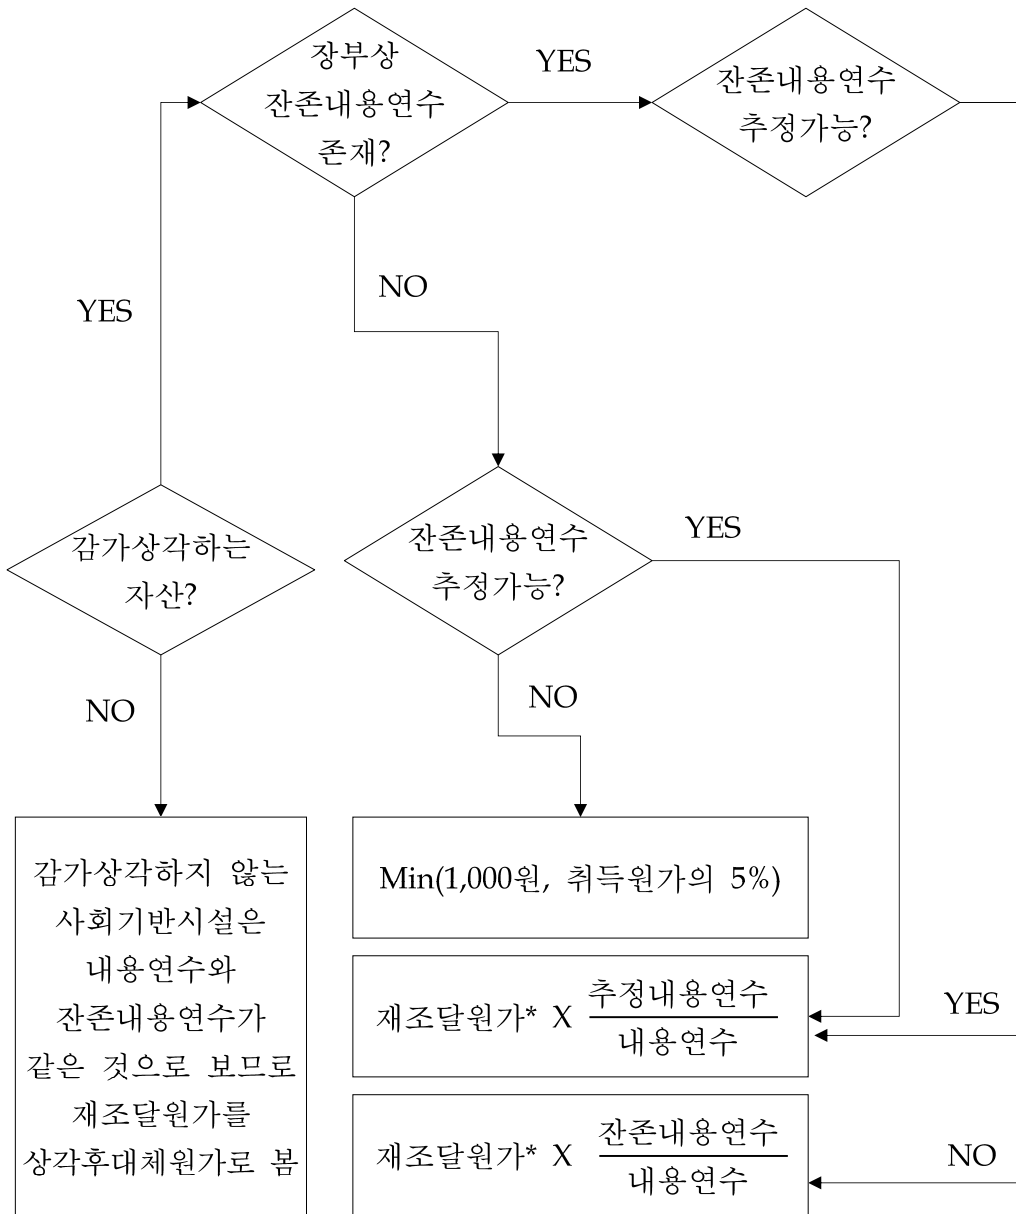 장부상
잔존내용연수
존재?
YES
잔존내용연수
추정가능?
NO
YES
감가상각하는
자산?
잔존내용연수
추정가능?
YES
NO
NO
감가상각하지 않는
사회기반시설은
내용연수와
잔존내용연수가
같은 것으로 보므로
재조달원가를
상각후대체원가로 봄
Min(1,000원, 취득원가의 5%)
재조달원가* X 추정내용연수
내용연수
YES
재조달원가* X 잔존내용연수
내용연수
NO